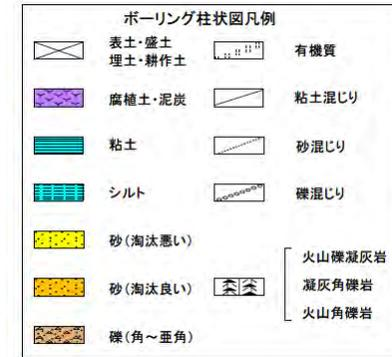 ボーリング柱状図凡例
表土・盛土
埋土・耕作土
腐植土・泥炭
粘土
シルト
砂(淘汰悪い)
砂(淘汰良い)
礫(角～亜角)
有機質
粘土混じり
砂混じり
礫混じり
火山礫凝灰岩
凝灰角礫岩
火山角礫岩